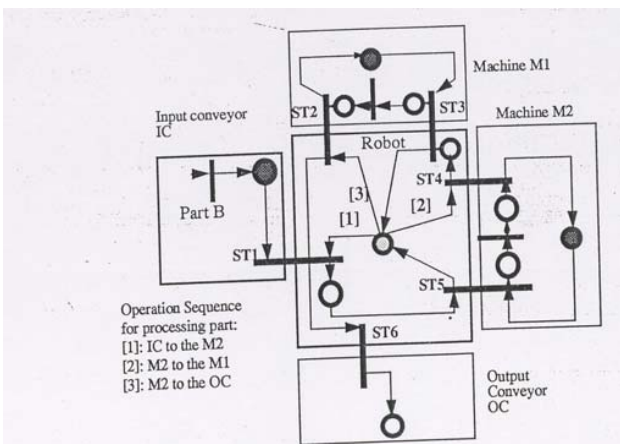 Machine M1
Input conveyor
IC
ST2
ST3
Machine M2
Robot
ST4
[3]
[2]
Part B
[1]
ST1
ST5
Operation Sequence
for processing part:
[1]: IC to the M2
[2]: M2 to the M1
[3]: M2 to the OC
ST6
Output
Conveyor
OC